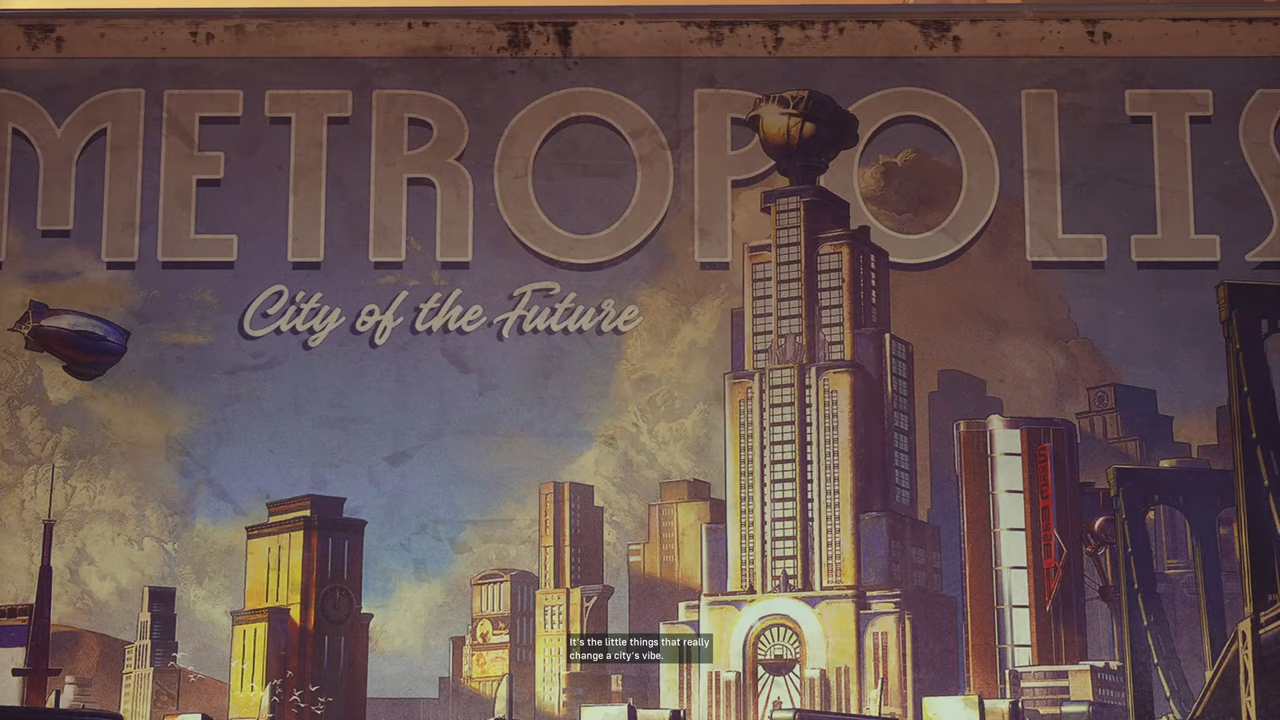 METROPOLIS
City of the Future
It's the little things that really
change a city's vibe.